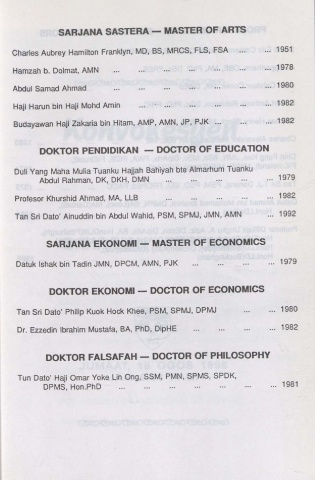 SARJANA SASTERA — MASTER OF ARTS
Charles Aubrey Hamilton Franklyn, MD, BS, MRCS, FLS, FSA ... ... 1951
Hamzah b. Dolmat, AMN ... ... ... ... ... ... ... 1978
Abdul Samad Ahmad ... ... ... ... ... ... ... 1980
Haji Harun bin Haji Mohd Amin ... ... ... ... ... ... 1982
Budayawan Haji Zakaria bin Hitam, AMP, AMN, JP, PJK ... ... ... 1982
DOKTOR PENDIDIKAN — DOCTOR OF EDUCATION
Duli Yang Maha Mulia Tuanku Hajjah Bahiyah bte Almarhum Tuanku
Abdul Rahman, DK, DKH, DMN ... ... ... ... ... 1979
Profesor Khurshid Ahmad, MA, LLB ... ... ... ... ... 1982
Tan Sri Dato' Ainuddin bin Abdul Wahid, PSM, SPMJ, JMN, AMN ... 1992
SARJANA EKONOMI — MASTER OF ECONOMICS
Datuk Ishak bin Tadin JMN, DPCM, AMN, PJK ... ... ... ... 1979
DOKTOR EKONOMI — DOCTOR OF ECONOMICS
Tan Sri Dato' Philip Kuok Hock Khee, PSM, SPMJ, DPMJ ... ... 1980
Dr. Ezzedin Ibrahim Mustafa, BA, PhD, DipHE ... ... ... ... 1982
DOKTOR FALSAFAH — DOCTOR OF PHILOSOPHY
Tun Dato' Haji Omar Yoke Lin Ong, SSM, PMN, SPMS, SPDK,
DPMS, Hon.PhD ... ... ... ... ... ... ... 1981